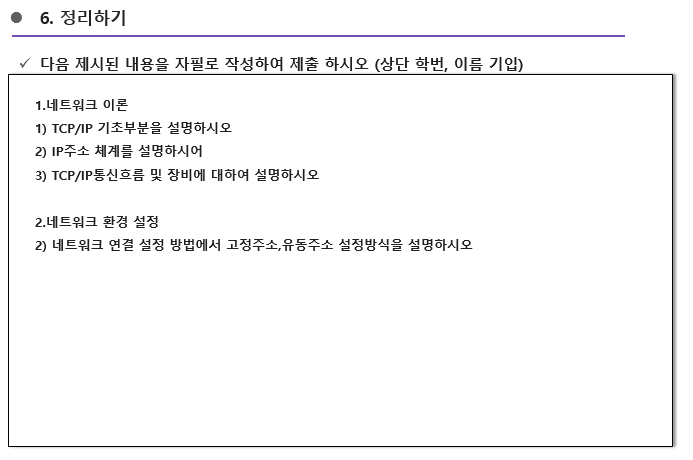 ● 6. 정리하기
✓ 다음 제시된 내용을 자필로 작성하여 제출 하시오 (상단 학번, 이름 기입)
1.네트워크 이론
1) TCP/IP 기초부분을 설명하시오
2) IP주소 체계를 설명하시어
3) TCP/IP통신흐름 및 장비에 대하여 설명하시오
2.네트워크 환경 설정
2) 네트워크 연결 설정 방법에서 고정주소,유동주소 설정방식을 설명하시오